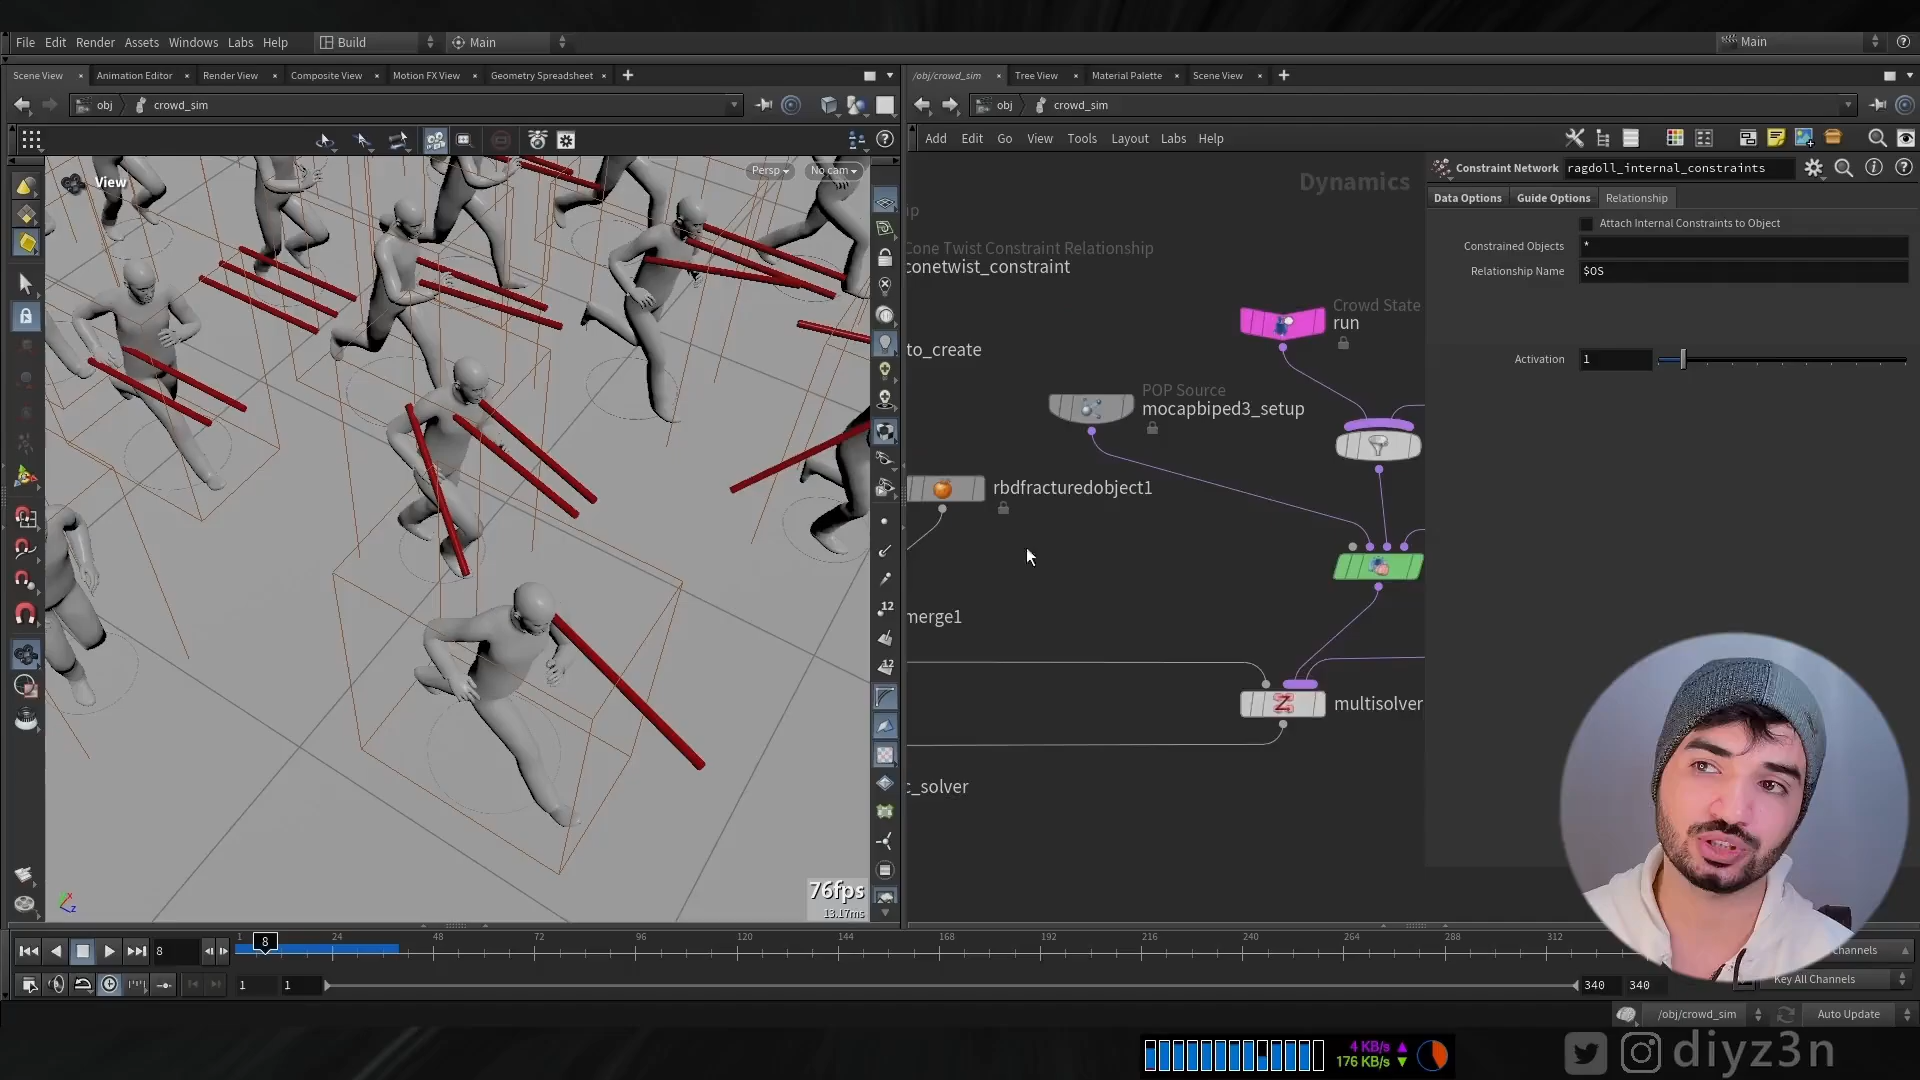 File Edit Render Assets Windows Labs Help Build Main Main
Scene View Animation Editor Render View Composite View Motion FX View Geometry Spreadsheet
/obj/crowd_sim Tree View Material Palette Scene View
obj crowd_sim
obj crowd_sim
Add Edit Go View Tools Layout Labs Help
View
Persp No cam
Dynamics
Constraint Network ragdoll_internal_constraints
Data Options Guide Options Relationship
Attach Internal Constraints to Object
Constrained Objects *
Relationship Name $OS
Activation 1
ip
Cone Twist Constraint Relationship
conetwist_constraint
Crowd State
run
to_create
POP Source
mocapbiped3_setup
rbdfracturedobject1
merge1
multisolver
c_solver
12
12
76fps
13.17ms
8
1 8 24 48 72 96 120 144 168 192 216 240 264 288 312
hannels
1 1 340 340
Key All Channels
/obj/crowd_sim Auto Update
4 KB/s
176 KB/s
diyz3n